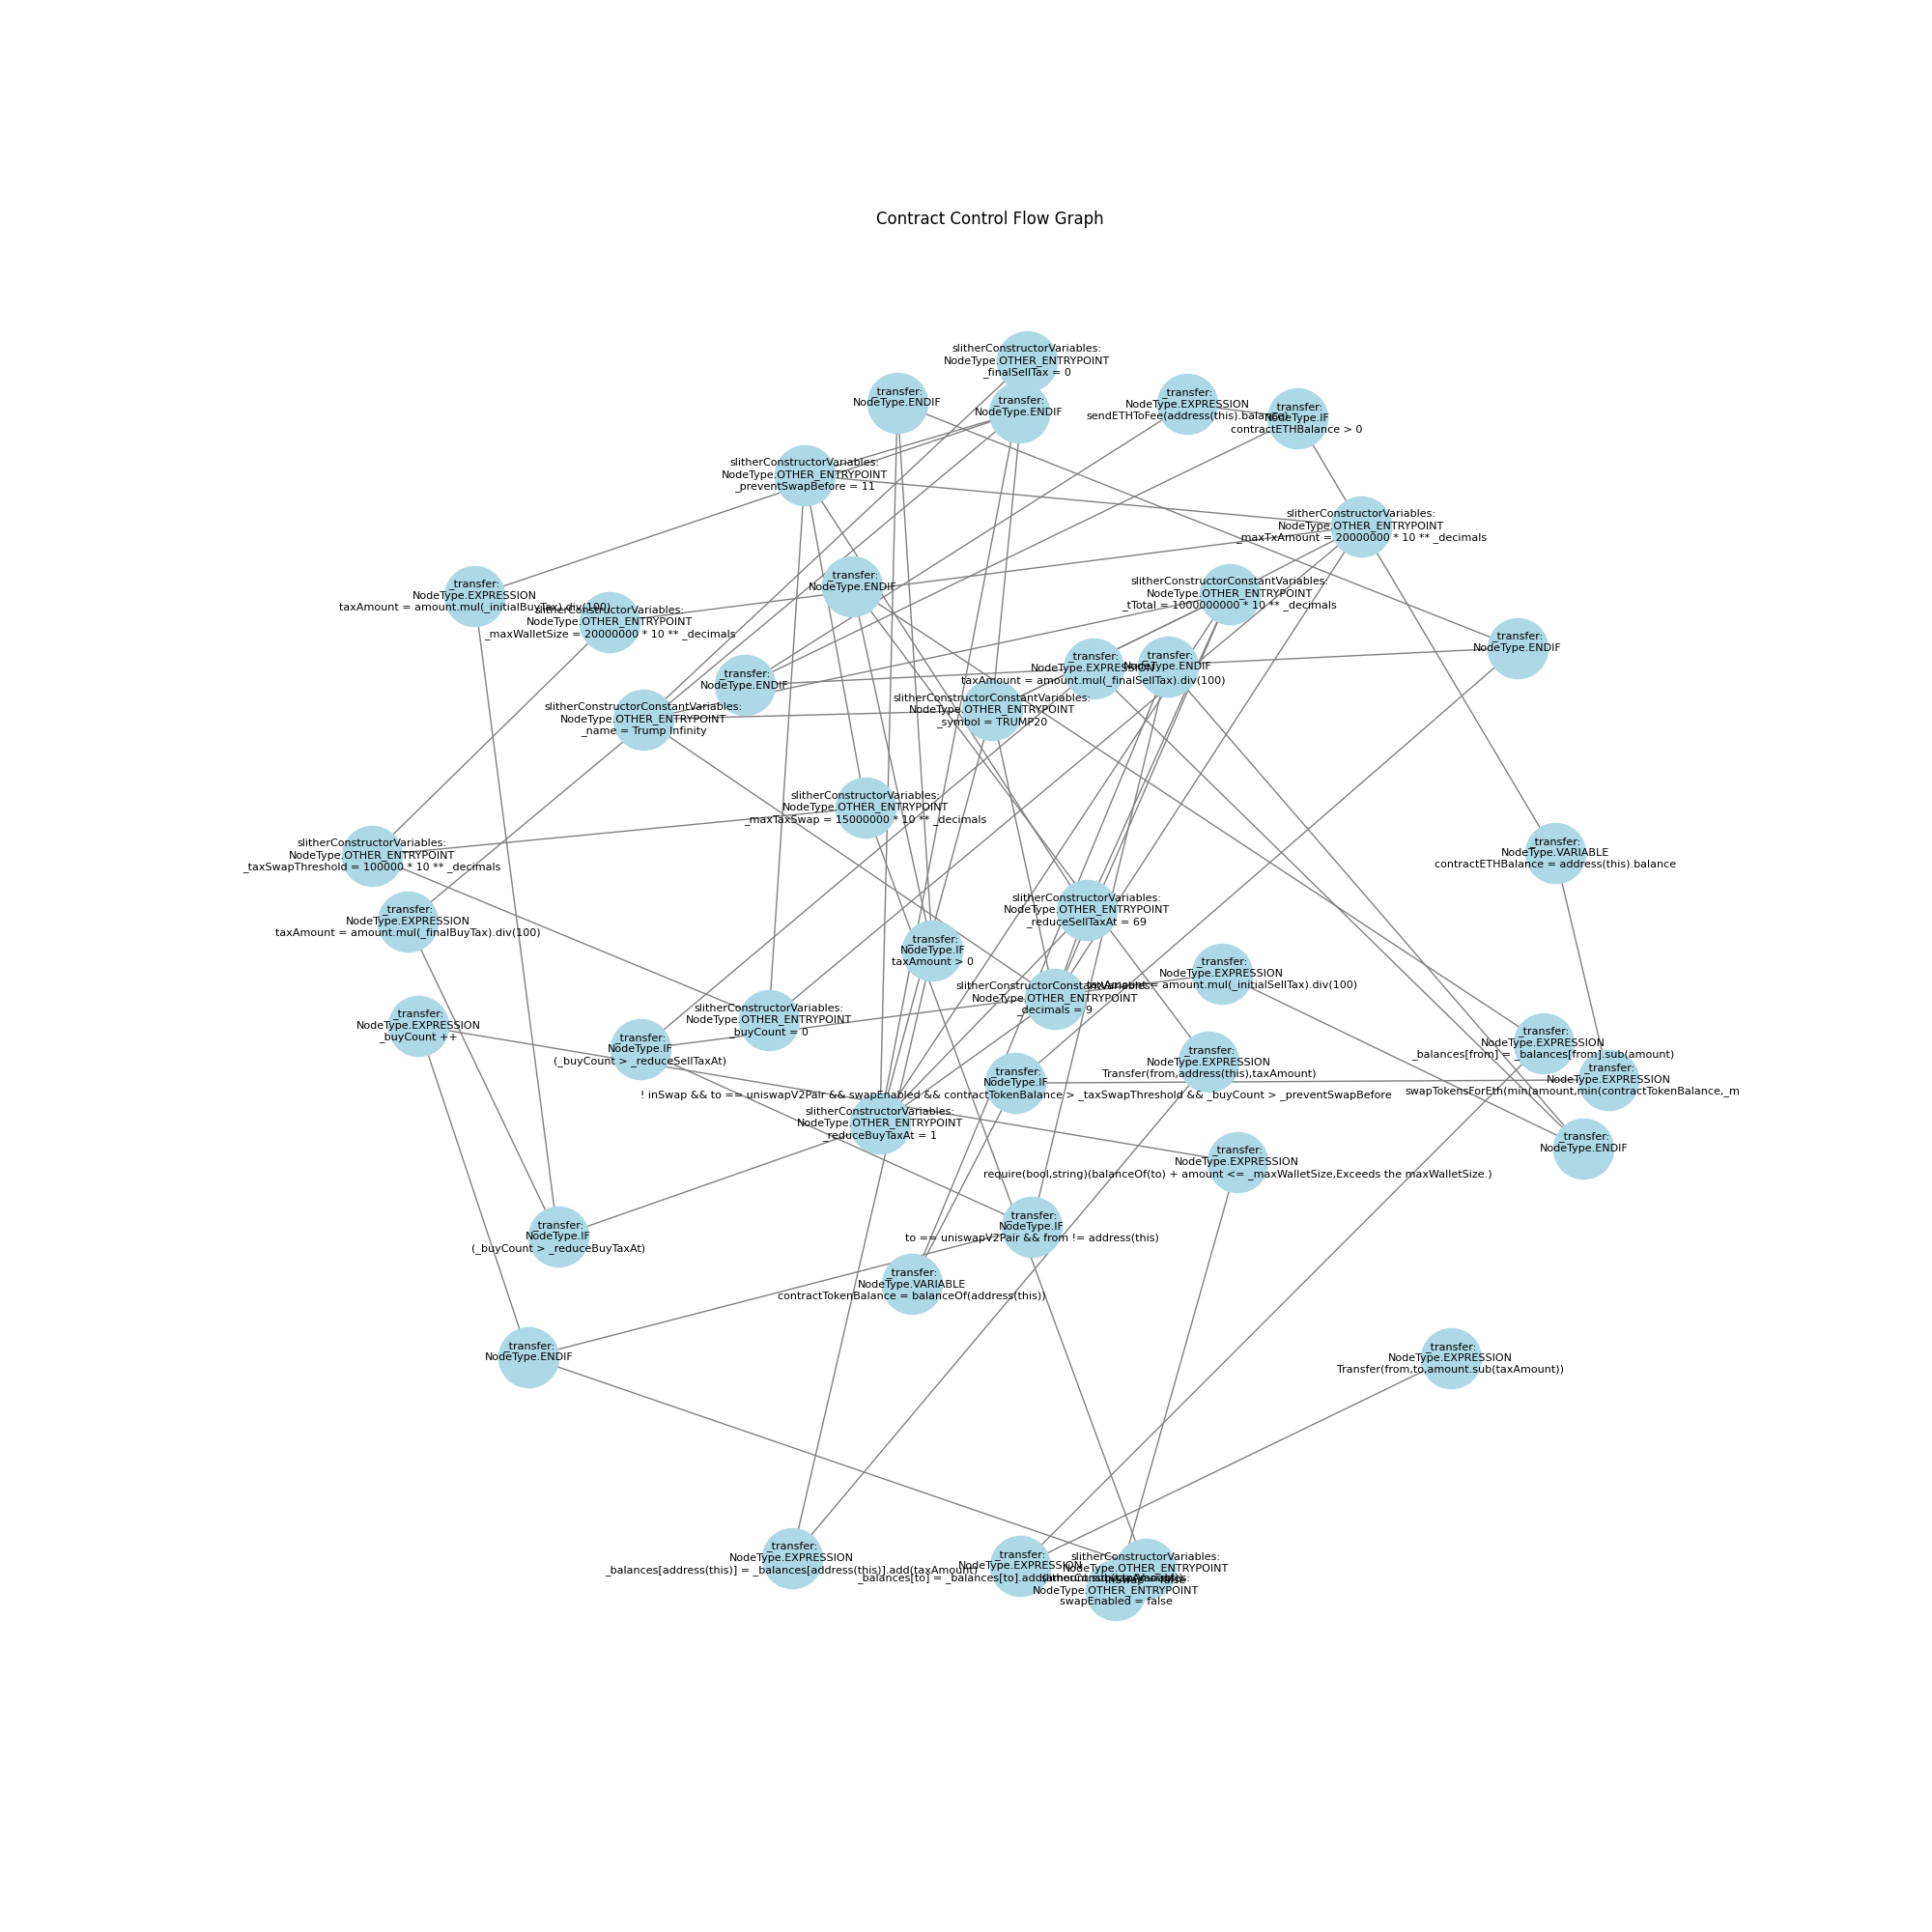 Contract Control Flow Graph
slitherConstructorVariables:
NodeType.OTHER_ENTRYPOINT
_finalSellTax = 0
_transfer:
NodeType.ENDIF
_transfer:
NodeType.ENDIF
_transfer:
NodeType.EXPRESSION
sendETHToFee(address(this).balance)
_transfer:
NodeType.IF
contractETHBalance > 0
slitherConstructorVariables:
NodeType.OTHER_ENTRYPOINT
_preventSwapBefore = 11
slitherConstructorVariables:
NodeType.OTHER_ENTRYPOINT
_maxTxAmount = 20000000 * 10 ** _decimals
_transfer:
NodeType.EXPRESSION
taxAmount = amount.mul(_initialBuyTax).div(100)
slitherConstructorVariables:
NodeType.OTHER_ENTRYPOINT
_maxWalletSize = 20000000 * 10 ** _decimals
_transfer:
NodeType.ENDIF
slitherConstructorConstantVariables:
NodeType.OTHER_ENTRYPOINT
_tTotal = 1000000000 * 10 ** _decimals
_transfer:
NodeType.ENDIF
_transfer:
NodeType.EXPRESSION
taxAmount = amount.mul(_finalSellTax).div(100)
_transfer:
NodeType.ENDIF
_transfer:
NodeType.ENDIF
slitherConstructorConstantVariables:
NodeType.OTHER_ENTRYPOINT
_name = Trump Infinity
slitherConstructorConstantVariables:
NodeType.OTHER_ENTRYPOINT
_symbol = TRUMP20
slitherConstructorVariables:
NodeType.OTHER_ENTRYPOINT
_maxTaxSwap = 15000000 * 10 ** _decimals
slitherConstructorVariables:
NodeType.OTHER_ENTRYPOINT
_taxSwapThreshold = 100000 * 10 ** _decimals
_transfer:
NodeType.VARIABLE
contractETHBalance = address(this).balance
_transfer:
NodeType.EXPRESSION
taxAmount = amount.mul(_finalBuyTax).div(100)
slitherConstructorVariables:
NodeType.OTHER_ENTRYPOINT
_reduceSellTaxAt = 69
_transfer:
NodeType.IF
taxAmount > 0
_transfer:
NodeType.EXPRESSION
taxAmount = amount.mul(_initialSellTax).div(100)
slitherConstructorConstantVariables:
NodeType.OTHER_ENTRYPOINT
_decimals = 9
_transfer:
NodeType.EXPRESSION
_buyCount ++
slitherConstructorVariables:
NodeType.OTHER_ENTRYPOINT
_buyCount = 0
_transfer:
NodeType.IF
(_buyCount > _reduceSellTaxAt)
_transfer:
NodeType.EXPRESSION
_balances[from] = _balances[from].sub(amount)
_transfer:
NodeType.EXPRESSION
Transfer(from,address(this),taxAmount)
_transfer:
NodeType.EXPRESSION
swapTokensForEth(min(amount,min(contractTokenBalance,_m
_transfer:
NodeType.IF
! inSwap && to == uniswapV2Pair && swapEnabled && contractTokenBalance > _taxSwapThreshold && _buyCount > _preventSwapBefore
slitherConstructorVariables:
NodeType.OTHER_ENTRYPOINT
_reduceBuyTaxAt = 1
_transfer:
NodeType.ENDIF
_transfer:
NodeType.EXPRESSION
require(bool,string)(balanceOf(to) + amount <= _maxWalletSize,Exceeds the maxWalletSize.)
_transfer:
NodeType.IF
(_buyCount > _reduceBuyTaxAt)
_transfer:
NodeType.IF
to == uniswapV2Pair && from != address(this)
_transfer:
NodeType.VARIABLE
contractTokenBalance = balanceOf(address(this))
_transfer:
NodeType.ENDIF
_transfer:
NodeType.EXPRESSION
Transfer(from,to,amount.sub(taxAmount))
_transfer:
NodeType.EXPRESSION
_balances[address(this)] = _balances[address(this)].add(taxAmount)
_transfer:
NodeType.EXPRESSION
_balances[to] = _balances[to].add(amount.sub(taxAmount))
slitherConstructorVariables:
NodeType.OTHER_ENTRYPOINT
inSwap = false
slitherConstructorVariables:
NodeType.OTHER_ENTRYPOINT
swapEnabled = false